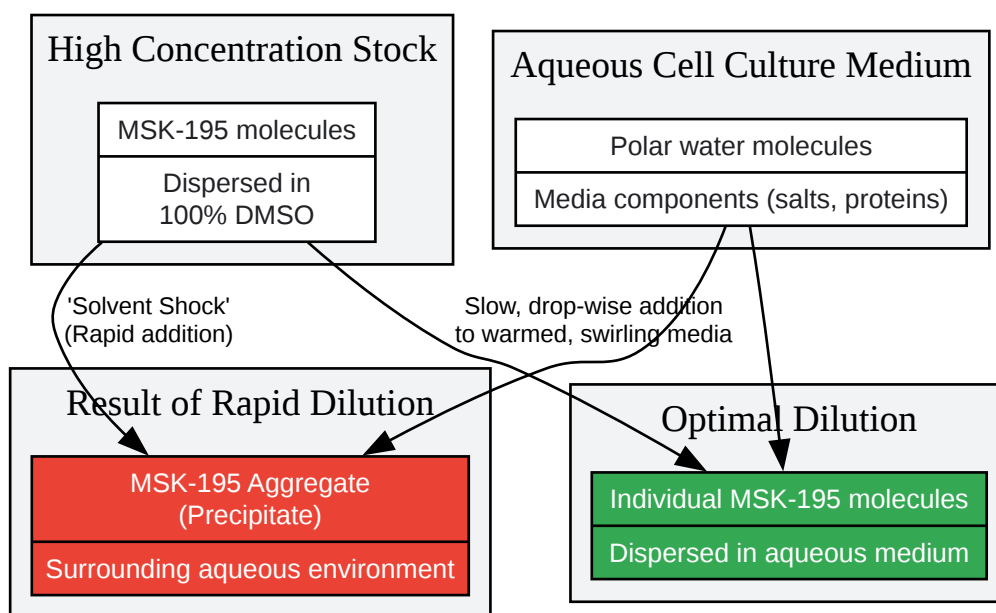 High Concentration Stock
MSK-195 molecules
Dispersed in
100% DMSO
Aqueous Cell Culture Medium
Polar water molecules
Media components (salts, proteins)
'Solvent Shock'
(Rapid addition)
Slow, drop-wise addition
to warmed, swirling media
Result of Rapid Dilution
MSK-195 Aggregate
(Precipitate)
Surrounding aqueous environment
Optimal Dilution
Individual MSK-195 molecules
Dispersed in aqueous medium